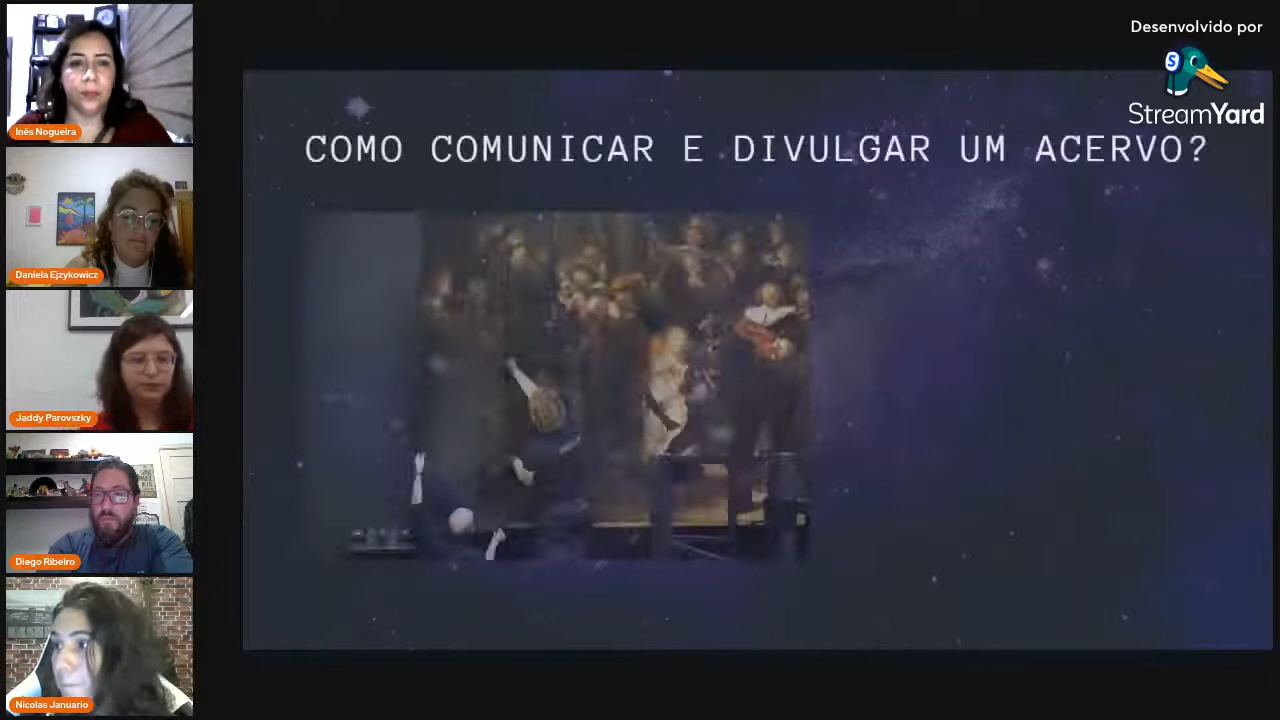 Desenvolvido por
StreamYard
COMO COMUNICAR E DIVULGAR UM ACERVO?
Inês Nogueira
Daniela Ejzykowicz
Jaddy Parovszky
Diego Ribeiro
Nicolas Januario